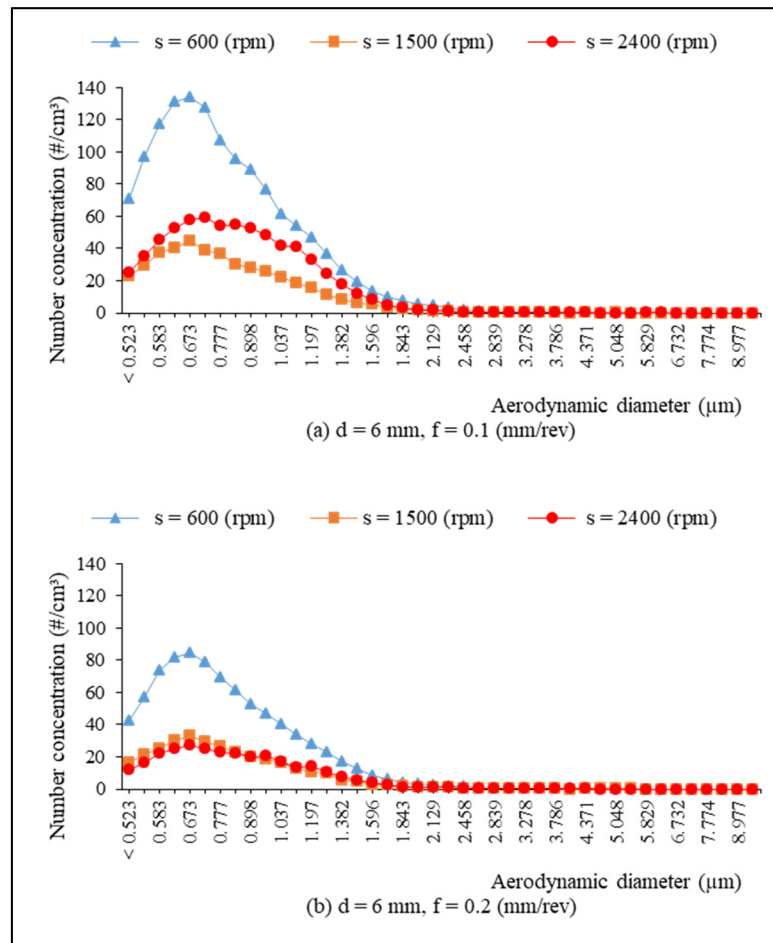 s = 600 (rpm) s = 1500 (rpm) s = 2400 (rpm)
Number concentration (#/cm³)
140
120
100
80
60
40
20
0
< 0.523 0.583 0.673 0.777 0.898 1.037 1.197 1.382 1.596 1.843 2.129 2.458 2.839 3.278 3.786 4.371 5.048 5.829 6.732 7.774 8.977
Aerodynamic diameter (µm)
(a) d = 6 mm, f = 0.1 (mm/rev)
s = 600 (rpm) s = 1500 (rpm) s = 2400 (rpm)
Number concentration (#/cm³)
140
120
100
80
60
40
20
0
< 0.523 0.583 0.673 0.777 0.898 1.037 1.197 1.382 1.596 1.843 2.129 2.458 2.839 3.278 3.786 4.371 5.048 5.829 6.732 7.774 8.977
Aerodynamic diameter (µm)
(b) d = 6 mm, f = 0.2 (mm/rev)